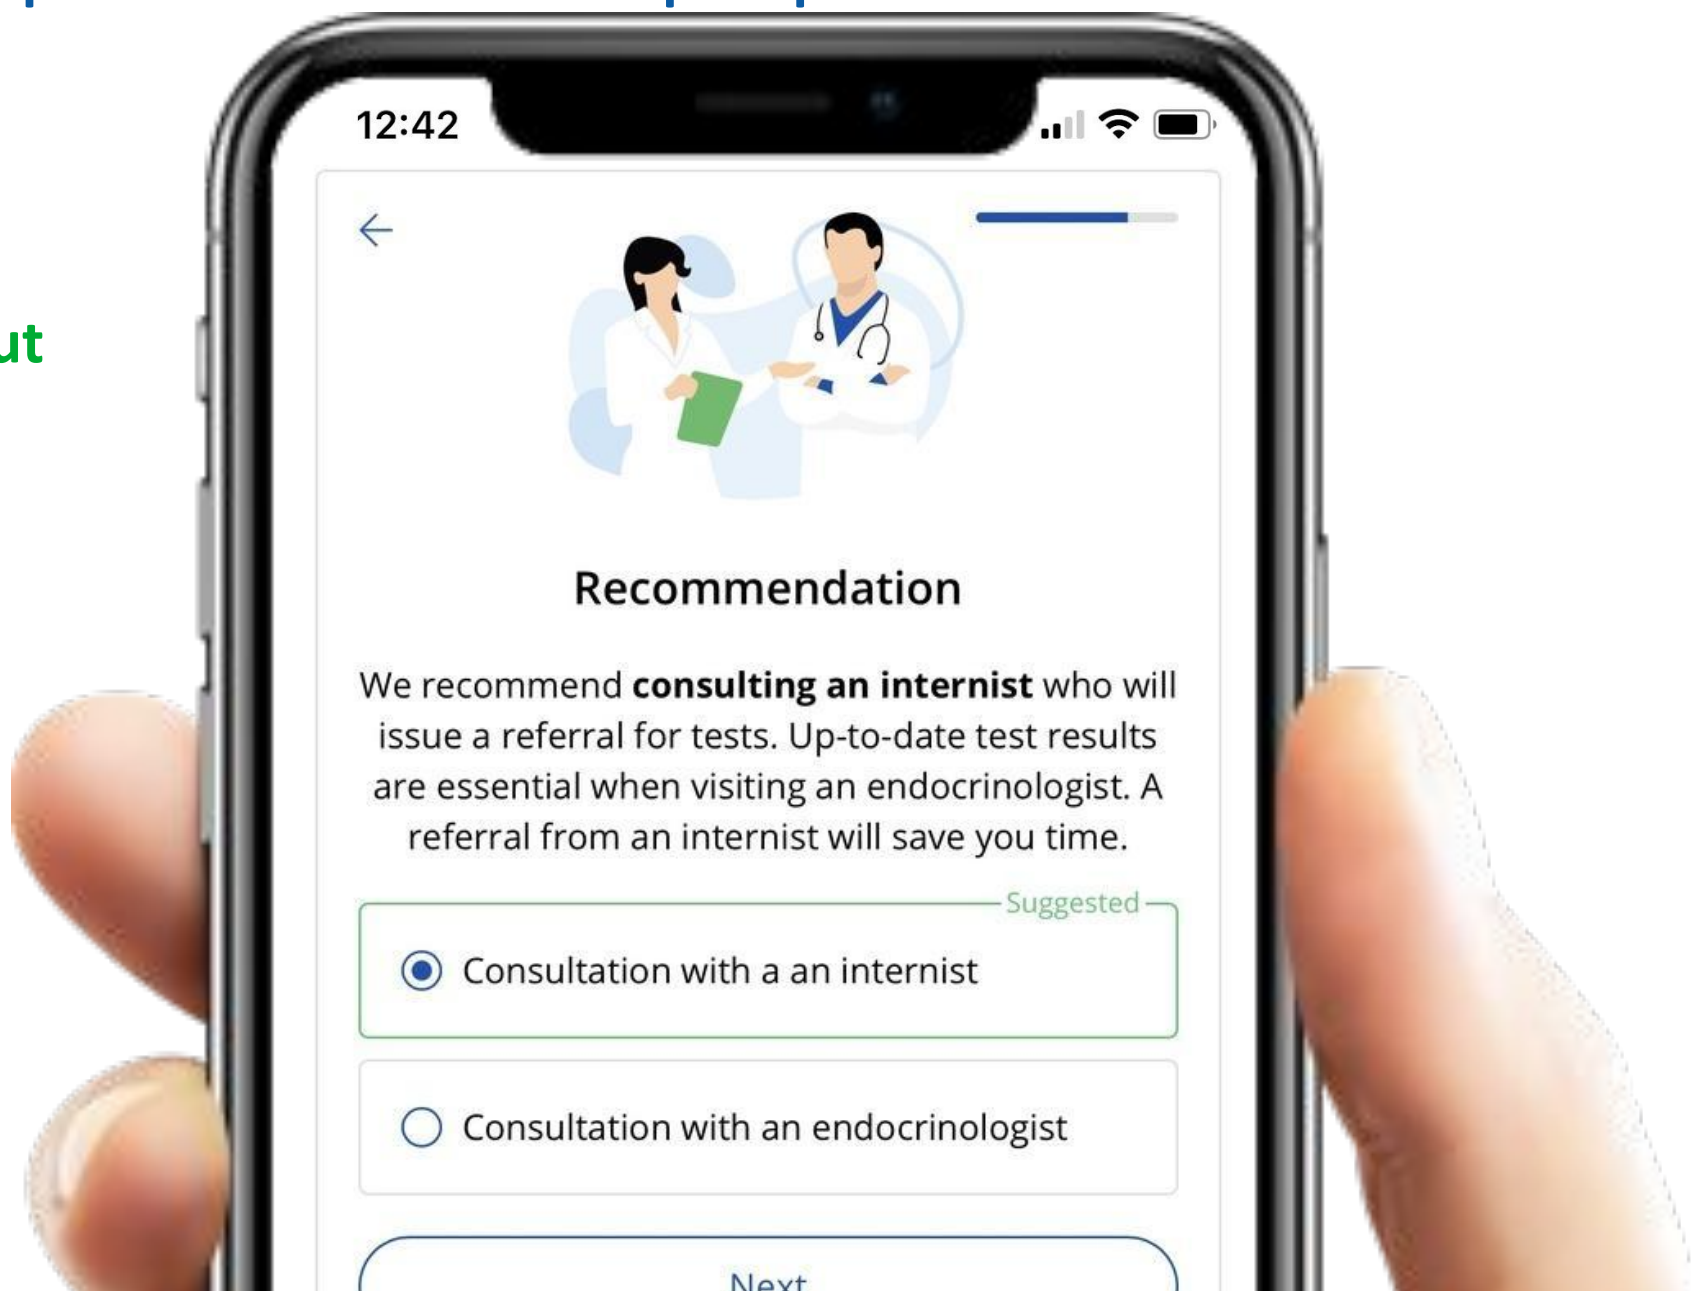 ut
12:42
Recommendation
We recommend consulting an internist who will
issue a referral for tests. Up-to-date test results
are essential when visiting an endocrinologist. A
referral from an internist will save you time.
Suggested
Consultation with a an internist
Consultation with an endocrinologist
Next